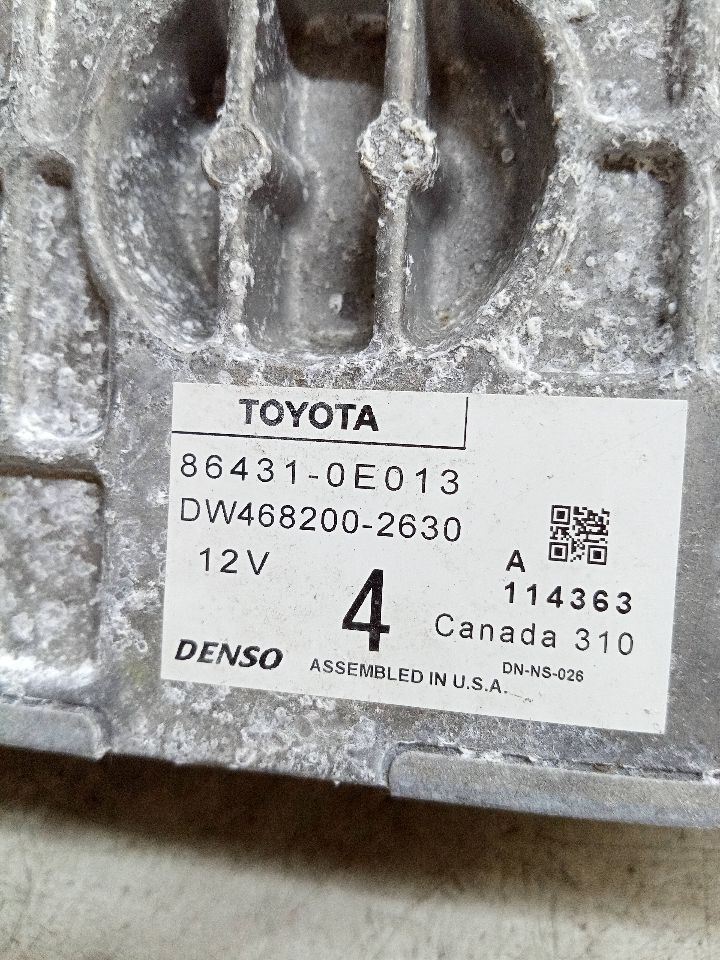 TOYOTA
86431-0E013
DW468200-2630
12V
4
A
114363
Canada 310
DENSO
ASSEMBLED IN U.S.A.
DN-NS-026